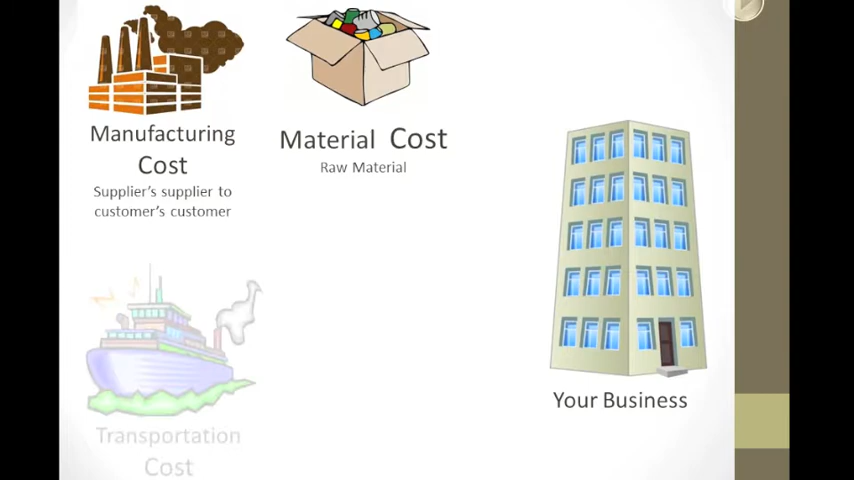 Manufacturing
Cost
Supplier's supplier to
customer's customer
Material Cost
Raw Material
Your Business
Transportation
Cost